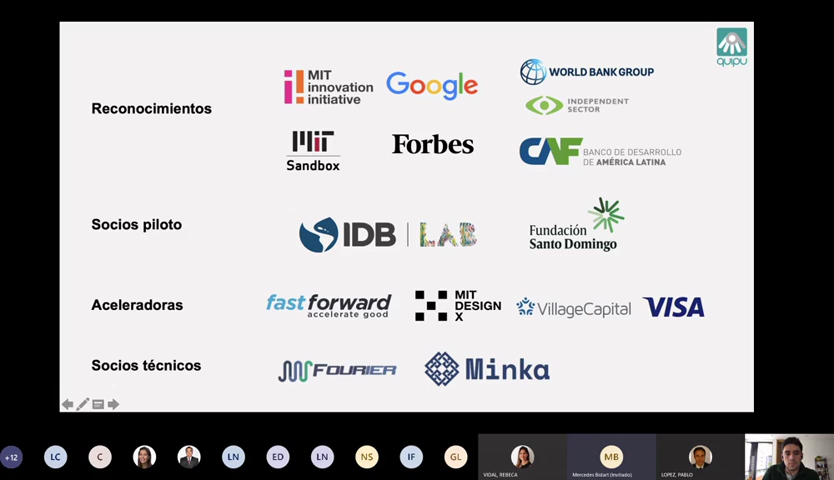 quipu
Reconocimientos
MIT
innovation
initiative
Google
WORLD BANK GROUP
INDEPENDENT
SECTOR
MIT
Sandbox
Forbes
CAF BANCO DE DESARROLLO
DE AMÉRICA LATINA
Socios piloto
IDB | LAB
Fundación
Santo Domingo
Aceleradoras
fast forward
accelerate good
MIT
DESIGN
X
VillageCapital
VISA
Socios técnicos
FOURIER
Minka
+12
LC
C
LN
ED
LN
NS
IF
GL
MB
VIDAL, REBECA
Mercedes Bidart (Invitado)
LOPEZ, PABLO